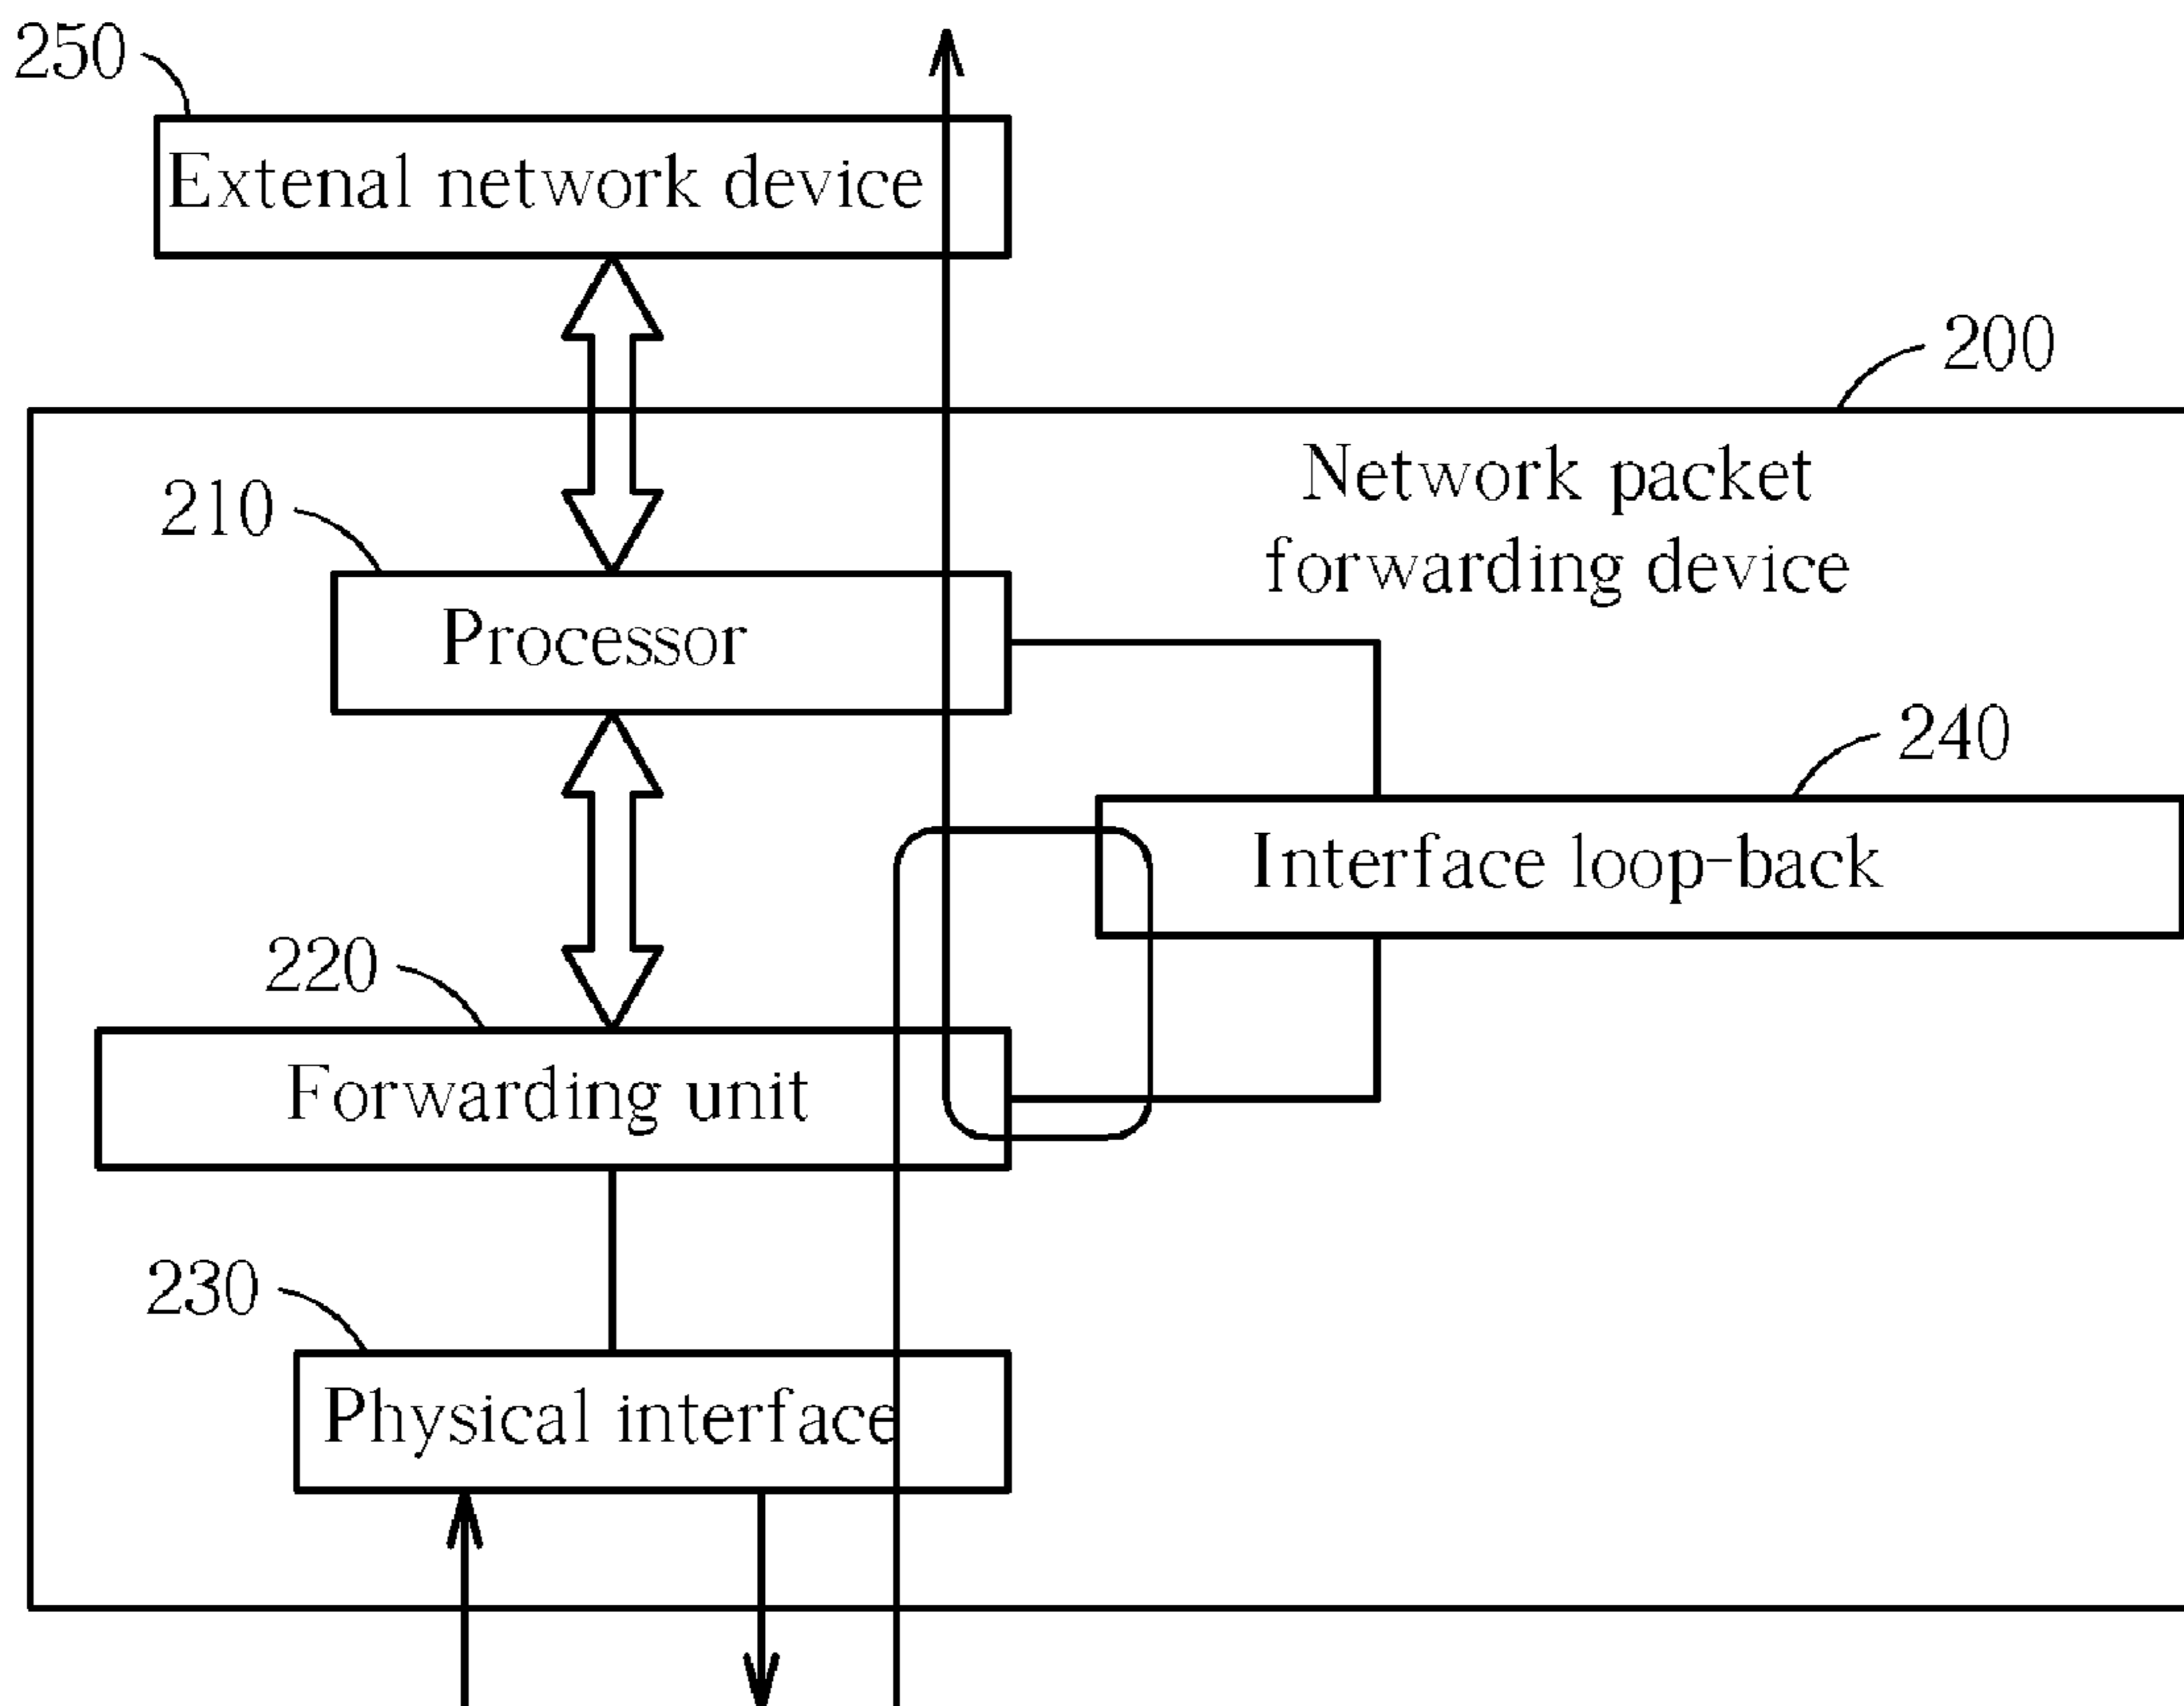 250
Extenal network device
200
Network packet
forwarding device
210
Processor
240
Interface loop-back
220
Forwarding unit
230
Physical interface